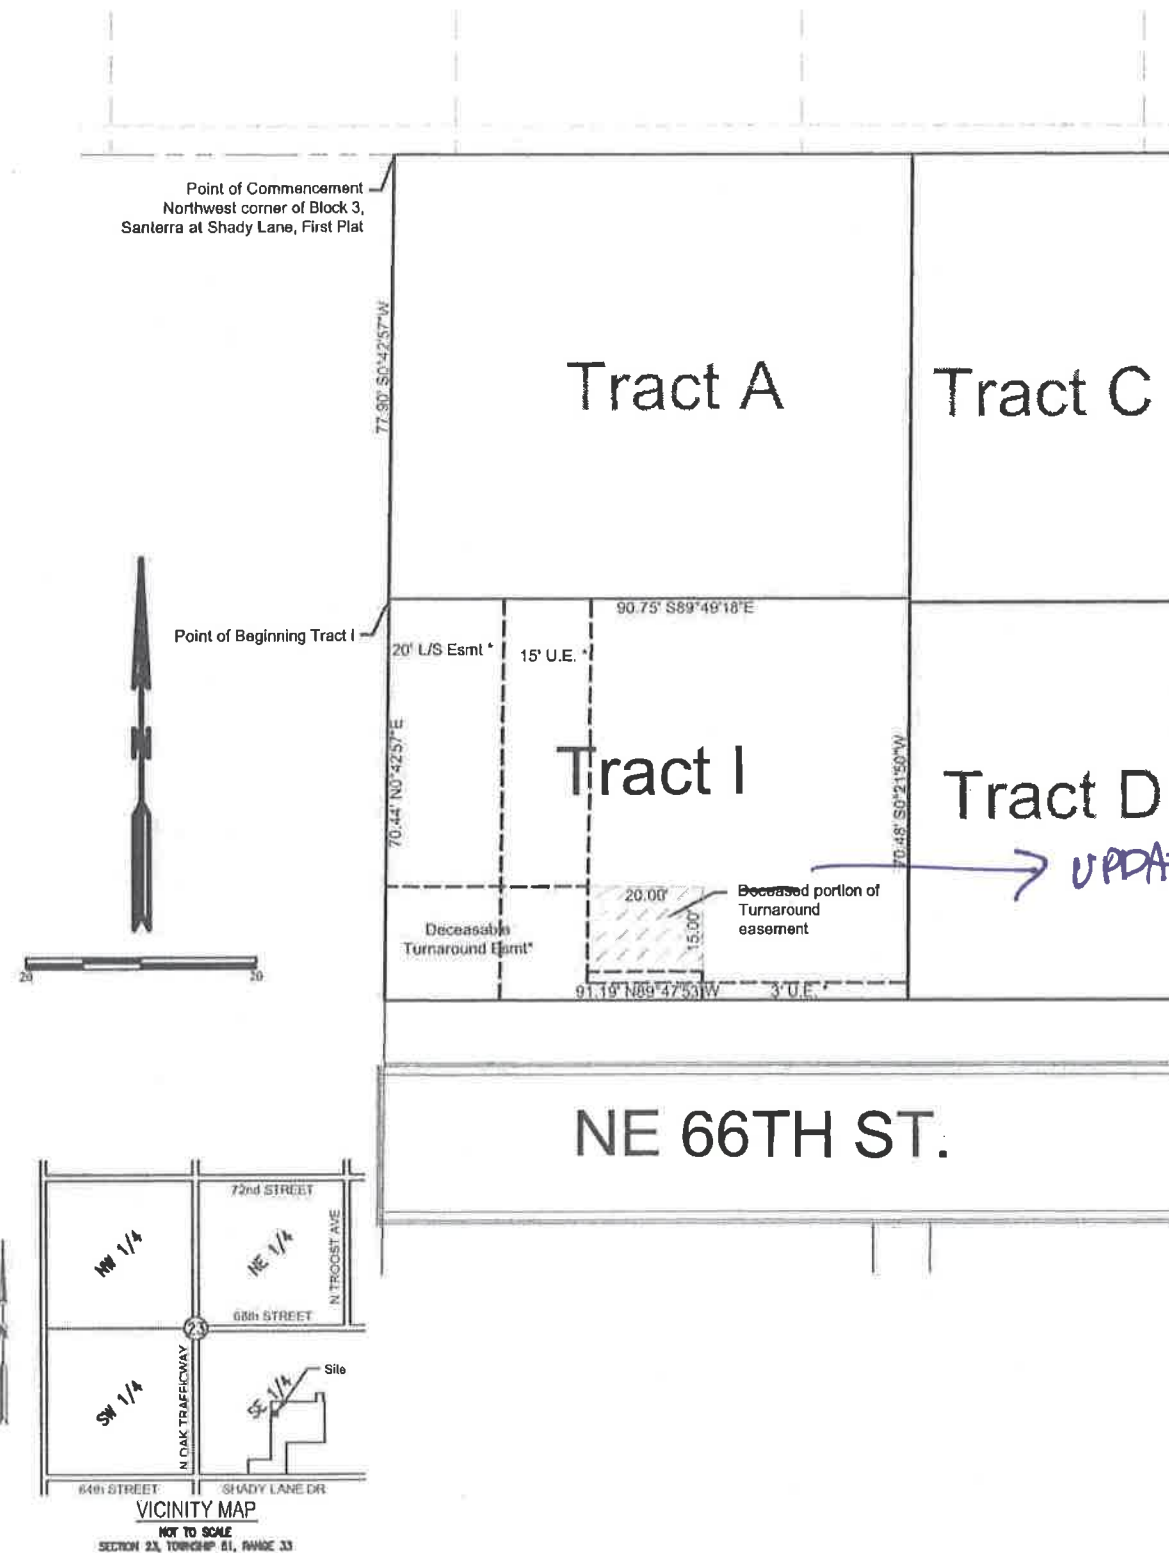 Point of Commencement
Northwest corner of Block 3,
Santerra at Shady Lane, First Plat
77.90' S0°42'57"W
Tract A
Tract C
90.75' S89°49'18"E
Point of Beginning Tract I
20' L/S Esmt *
15' U.E. *
70.44' N0°42'57"E
Tract I
70.48' S0°21'50"W
Tract D
UPDA
20.00'
15.00'
Deceased portion of
Turnaround
easement
Deceasable
Turnaround Esmt*
91.19' N89°47'53"W
3' U.E. *
N
20
20
NE 66TH ST.
72nd STREET
NW 1/4
NE 1/4
N TROOST AVE
68th STREET
23
Site
SW 1/4
SE 1/4
N OAK TRAFFICWAY
64th STREET
SHADY LANE DR
VICINITY MAP
NOT TO SCALE
SECTION 23, TOWNSHIP 51, RANGE 33